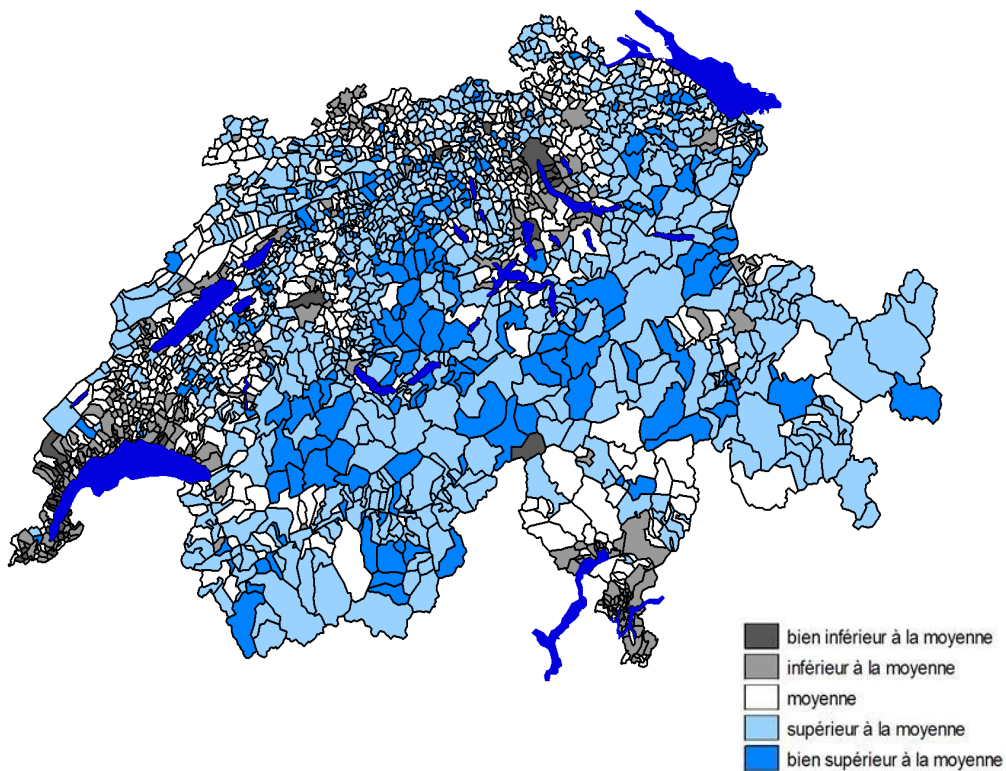 bien inférieur à la moyenne
inférieur à la moyenne
moyenne
supérieur à la moyenne
bien supérieur à la moyenne